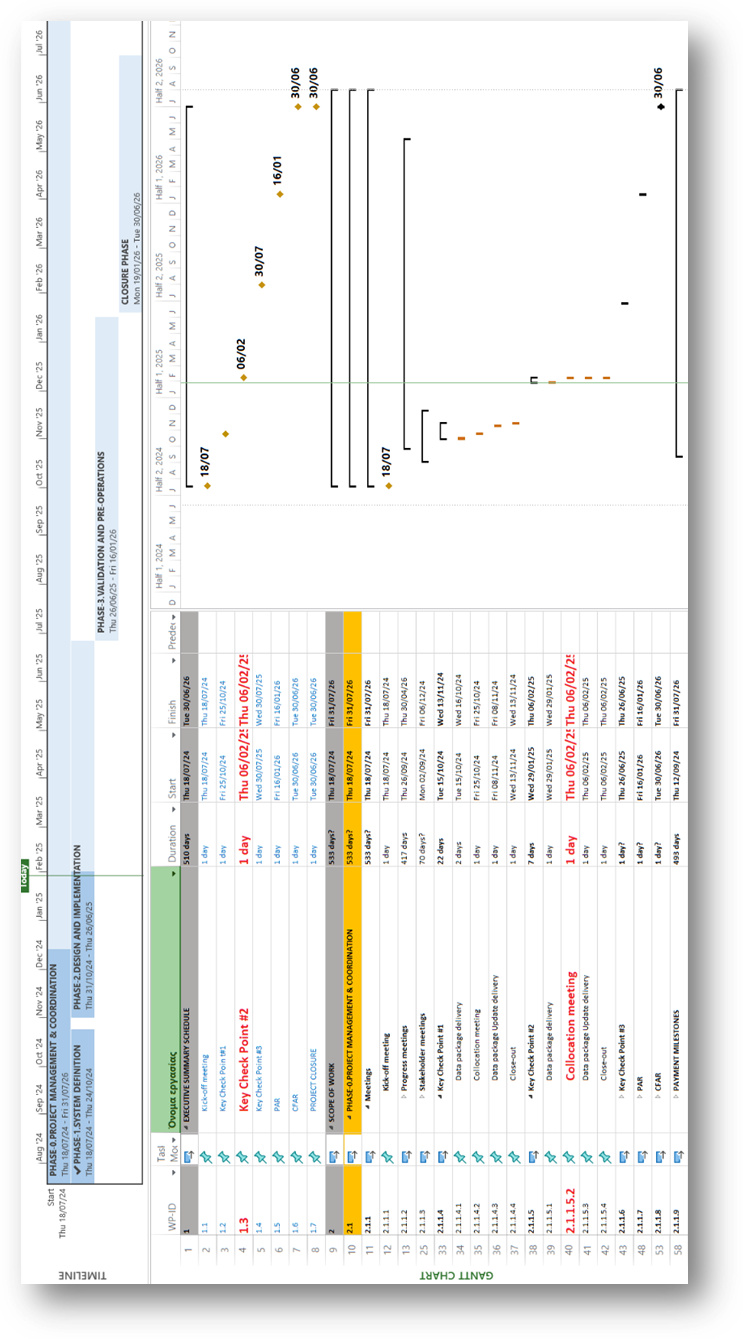 TIMELINE
Today
Aug '24 Sep '24 Oct '24 Nov '24 Dec '24 Jan '25 Feb '25 Mar '25 Apr '25 May '25 Jun '25 Jul '25 Aug '25 Sep '25 Oct '25 Nov '25 Dec '25 Jan '26 Feb '26 Mar '26 Apr '26 May '26 Jun '26 Jul '26
Start
Thu 18/07/24
PHASE-0.PROJECT MANAGEMENT & COORDINATION
Thu 18/07/24 - Fri 31/07/26
✔ PHASE-1.SYSTEM DEFINITION
Thu 18/07/24 - Thu 24/10/24
PHASE-2.DESIGN AND IMPLEMENTATION
Thu 31/10/24 - Thu 26/06/25
PHASE-3.VALIDATION AND PRE-OPERATIONS
Thu 26/06/25 - Fri 16/01/26
CLOSURE PHASE
Mon 19/01/26 - Tue 30/06/26
GANTT CHART
Half 1, 2024 Half 2, 2024 Half 1, 2025 Half 2, 2025 Half 1, 2026 Half 2, 2026
WP-ID Task Mod Όνομα εργασίας Duration Start Finish Predec
D J F M A M J J A S O N D J F M A M J J A S O N D J F M A M J J A S O N
1 1 EXECUTIVE SUMMARY SCHEDULE 510 days Thu 18/07/24 Tue 30/06/26
2 1.1 Kick-off meeting 1 day Thu 18/07/24 Thu 18/07/24 18/07
3 1.2 Key Check Point #1 1 day Fri 25/10/24 Fri 25/10/24
4 1.3 Key Check Point #2 1 day Thu 06/02/25 Thu 06/02/25 06/02
5 1.4 Key Check Point #3 1 day Wed 30/07/25 Wed 30/07/25 30/07
6 1.5 PAR 1 day Fri 16/01/26 Fri 16/01/26 16/01
7 1.6 CFAR 1 day Tue 30/06/26 Tue 30/06/26 30/06
8 1.7 PROJECT CLOSURE 1 day Tue 30/06/26 Tue 30/06/26 30/06
9 2 SCOPE OF WORK 533 days? Thu 18/07/24 Fri 31/07/26
10 2.1 PHASE-0.PROJECT MANAGEMENT & COORDINATION 533 days? Thu 18/07/24 Fri 31/07/26
11 2.1.1 Meetings 533 days? Thu 18/07/24 Fri 31/07/26
12 2.1.1.1 Kick-off meeting 1 day Thu 18/07/24 Thu 18/07/24 18/07
13 2.1.1.2 Progress meetings 417 days Thu 26/09/24 Thu 30/04/26
25 2.1.1.3 Stakeholder meetings 70 days? Mon 02/09/24 Fri 06/12/24
33 2.1.1.4 Key Check Point #1 22 days Tue 15/10/24 Wed 13/11/24
34 2.1.1.4.1 Data package delivery 2 days Tue 15/10/24 Wed 16/10/24
35 2.1.1.4.2 Collocation meeting 1 day Fri 25/10/24 Fri 25/10/24
36 2.1.1.4.3 Data package Update delivery 1 day Fri 08/11/24 Fri 08/11/24
37 2.1.1.4.4 Close-out 1 day Wed 13/11/24 Wed 13/11/24
38 2.1.1.5 Key Check Point #2 7 days Wed 29/01/25 Thu 06/02/25
39 2.1.1.5.1 Data package delivery 1 day Wed 29/01/25 Wed 29/01/25
40 2.1.1.5.2 Collocation meeting 1 day Thu 06/02/25 Thu 06/02/25
41 2.1.1.5.3 Data package Update delivery 1 day Thu 06/02/25 Thu 06/02/25
42 2.1.1.5.4 Close-out 1 day Thu 06/02/25 Thu 06/02/25
43 2.1.1.6 Key Check Point #3 1 day? Thu 26/06/25 Thu 26/06/25
48 2.1.1.7 PAR 1 day? Fri 16/01/26 Fri 16/01/26
53 2.1.1.8 CFAR 1 day? Tue 30/06/26 Tue 30/06/26 30/06
58 2.1.1.9 PAYMENT MILESTONES 493 days Thu 12/09/24 Fri 31/07/26